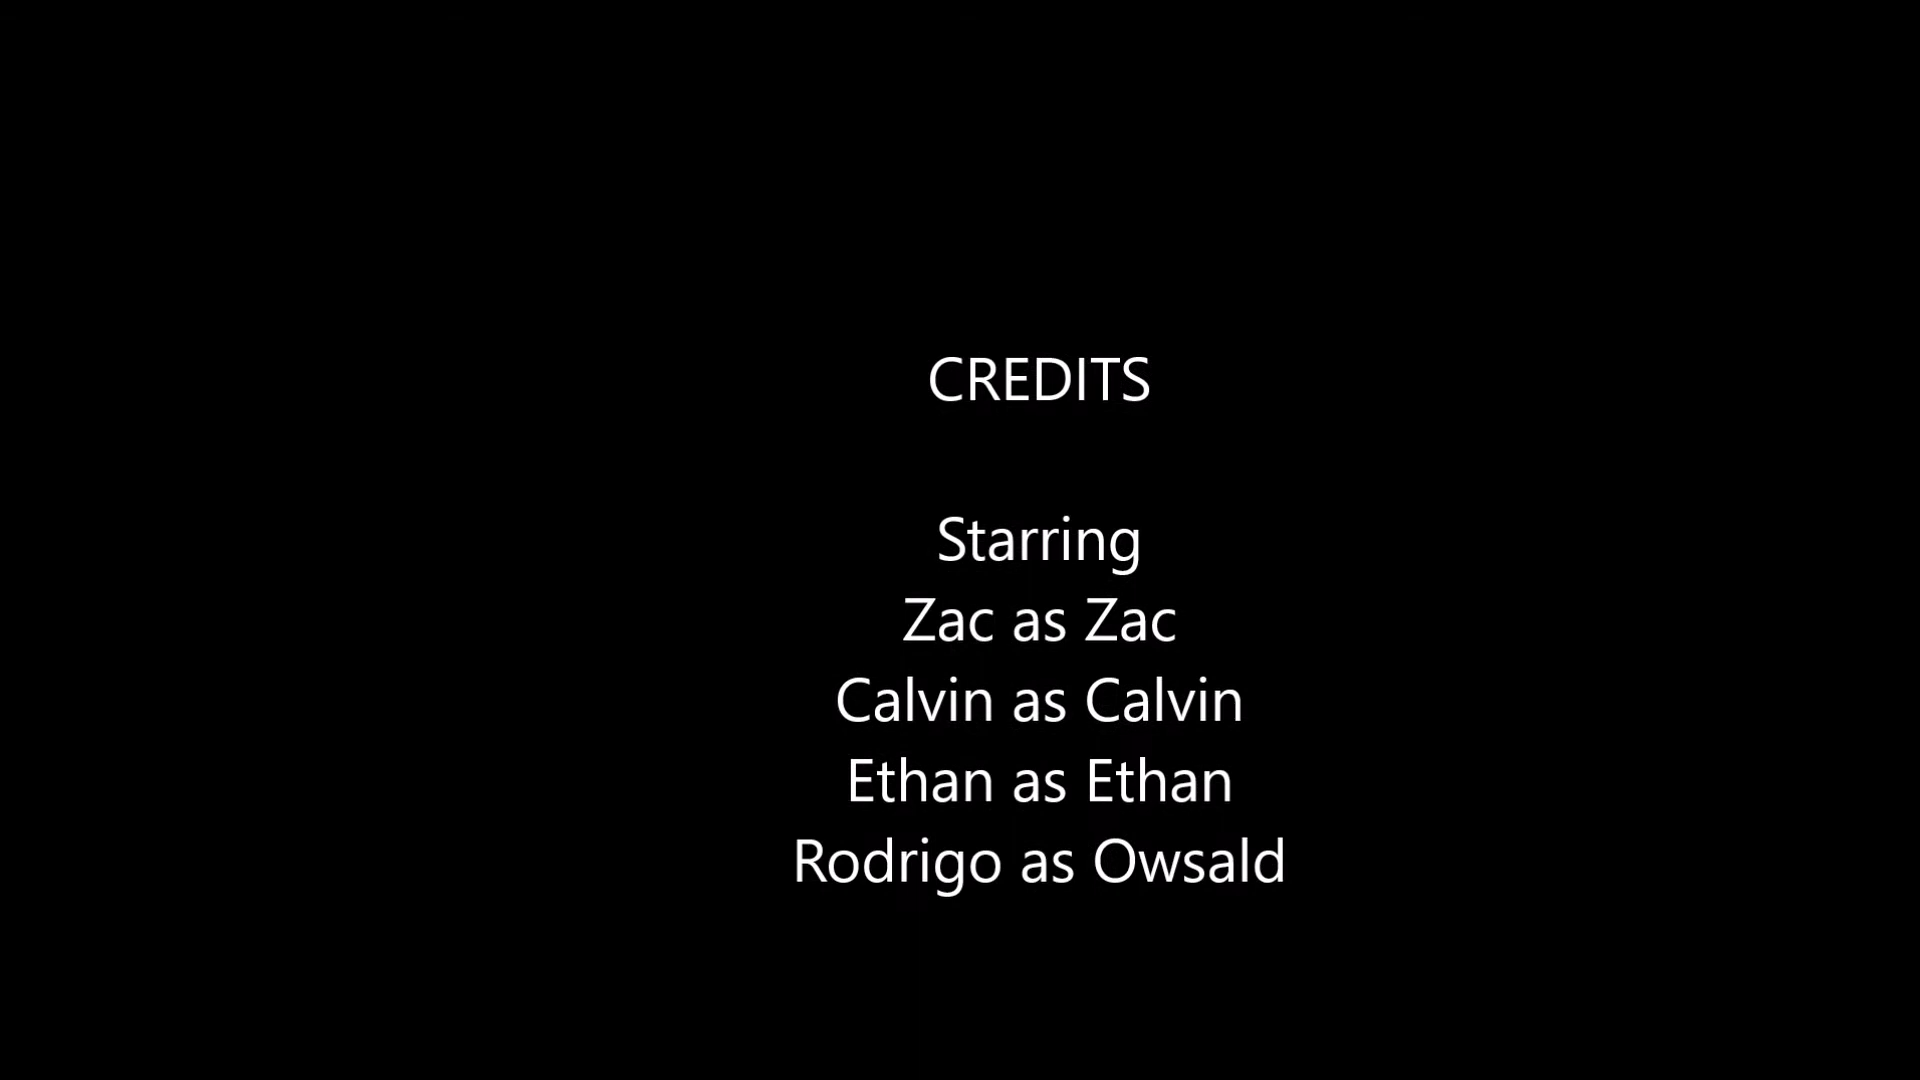 CREDITS
Starring
Zac as Zac
Calvin as Calvin
Ethan as Ethan
Rodrigo as Owsald